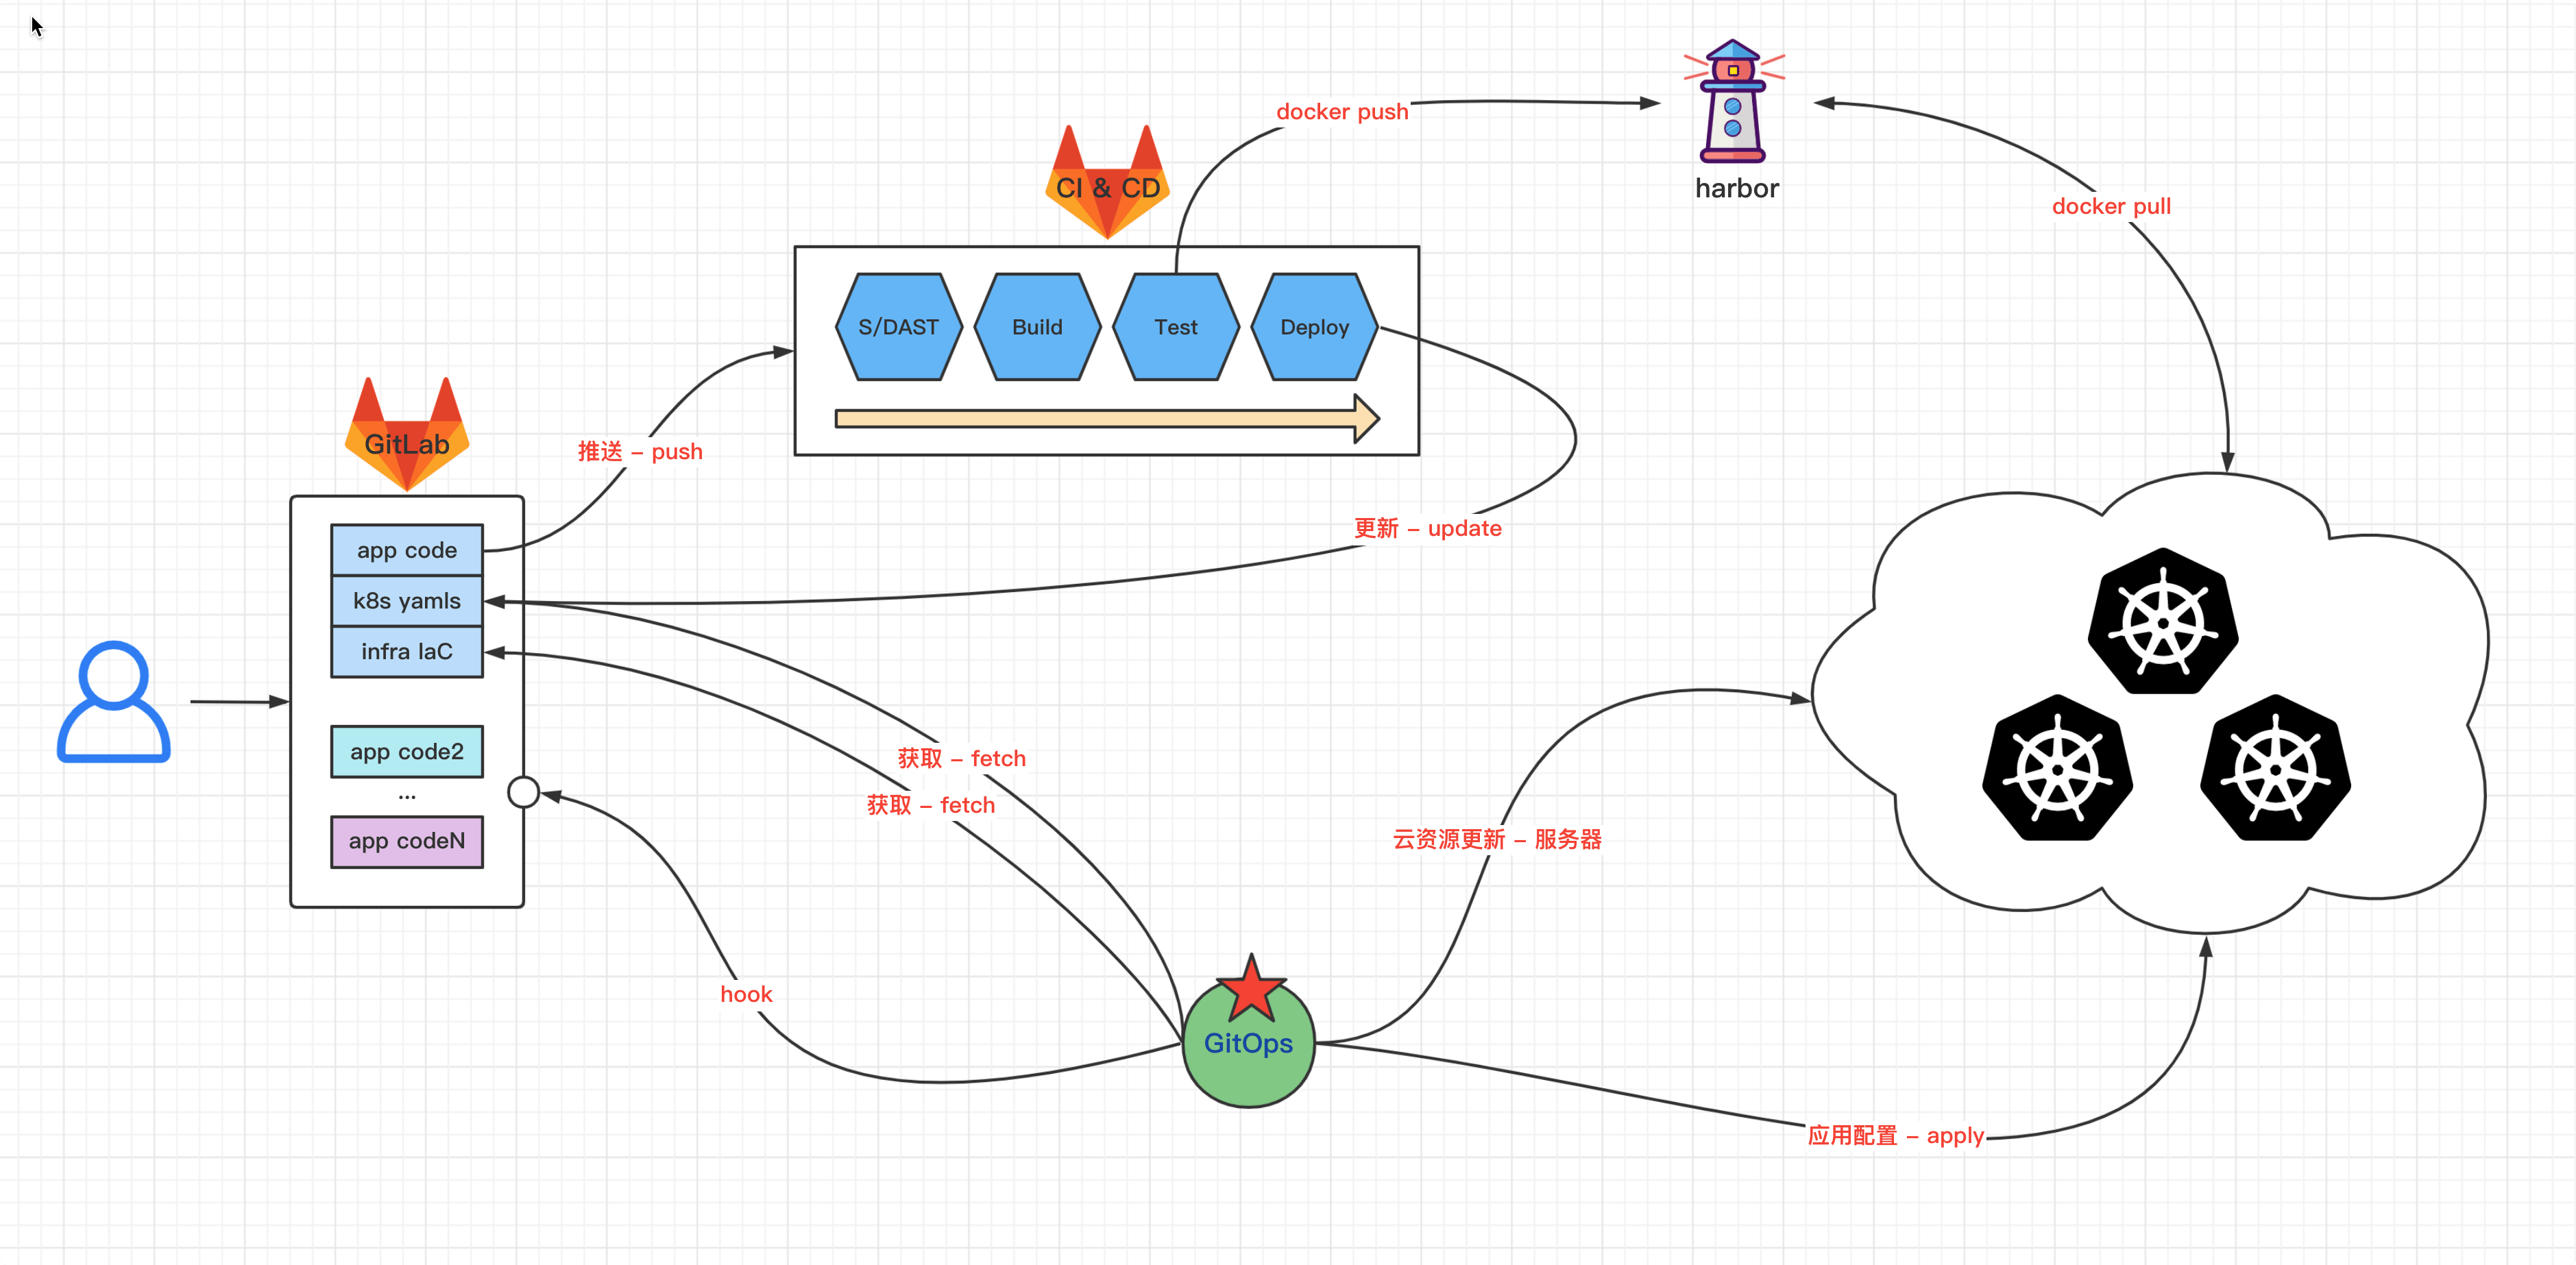 docker push
harbor
CI & CD
docker pull
S/DAST
Build
Test
Deploy
GitLab
推送 – push
更新 – update
app code
k8s yamls
infra IaC
app code2
...
app codeN
获取 – fetch
获取 – fetch
云资源更新 – 服务器
hook
GitOps
应用配置 – apply